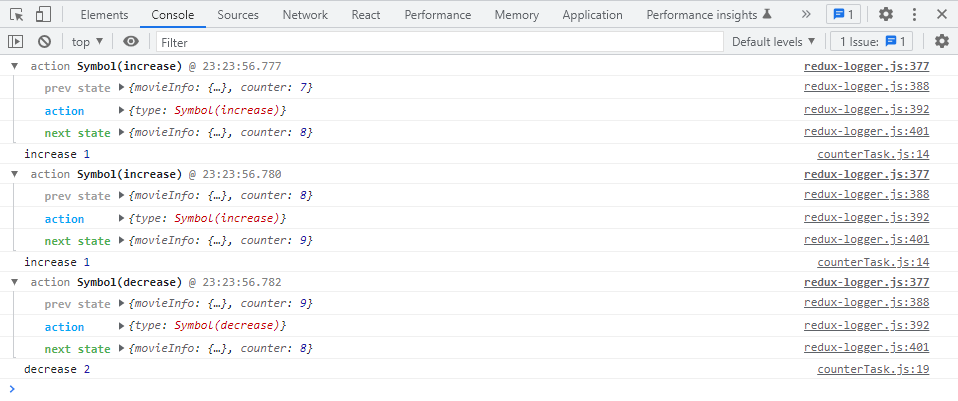 Elements Console Sources Network React Performance Memory Application Performance insights » 1
top ▾ Filter Default levels ▾ 1 Issue: 1
▼ action Symbol(increase) @ 23:23:56.777 redux-logger.js:377
prev state ▶{movieInfo: {…}, counter: 7} redux-logger.js:388
action ▶{type: Symbol(increase)} redux-logger.js:392
next state ▶{movieInfo: {…}, counter: 8} redux-logger.js:401
increase 1 counterTask.js:14
▼ action Symbol(increase) @ 23:23:56.780 redux-logger.js:377
prev state ▶{movieInfo: {…}, counter: 8} redux-logger.js:388
action ▶{type: Symbol(increase)} redux-logger.js:392
next state ▶{movieInfo: {…}, counter: 9} redux-logger.js:401
increase 1 counterTask.js:14
▼ action Symbol(decrease) @ 23:23:56.782 redux-logger.js:377
prev state ▶{movieInfo: {…}, counter: 9} redux-logger.js:388
action ▶{type: Symbol(decrease)} redux-logger.js:392
next state ▶{movieInfo: {…}, counter: 8} redux-logger.js:401
decrease 2 counterTask.js:19
>